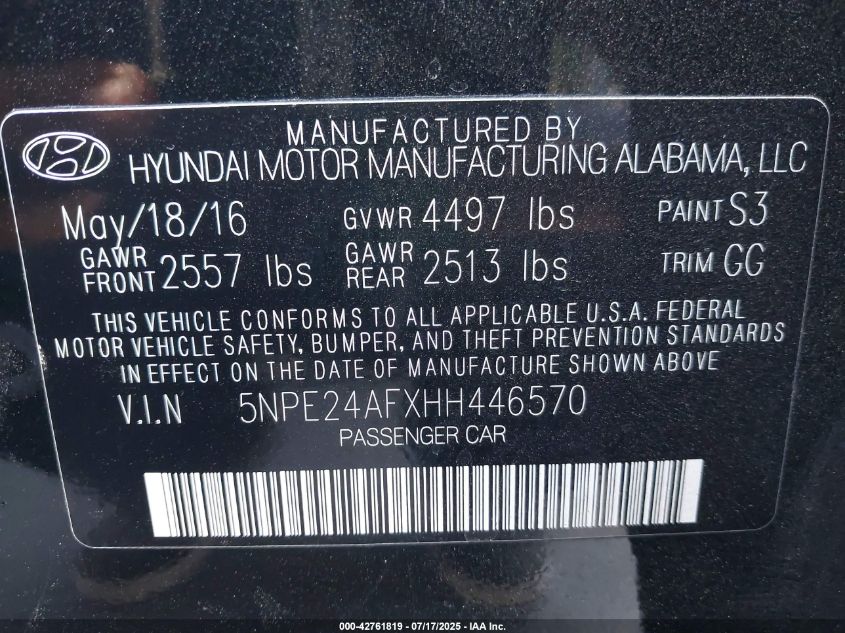 MANUFACTURED BY
HYUNDAI MOTOR MANUFACTURING ALABAMA, LLC
May/18/16 GVWR 4497 lbs PAINT S3
GAWR FRONT 2557 lbs GAWR REAR 2513 lbs TRIM GG
THIS VEHICLE CONFORMS TO ALL APPLICABLE U.S.A. FEDERAL
MOTOR VEHICLE SAFETY, BUMPER, AND THEFT PREVENTION STANDARDS
IN EFFECT ON THE DATE OF MANUFACTURE SHOWN ABOVE
V.I.N 5NPE24AFXHH446570
PASSENGER CAR
000-42761819 - 07/17/2025 - IAA Inc.